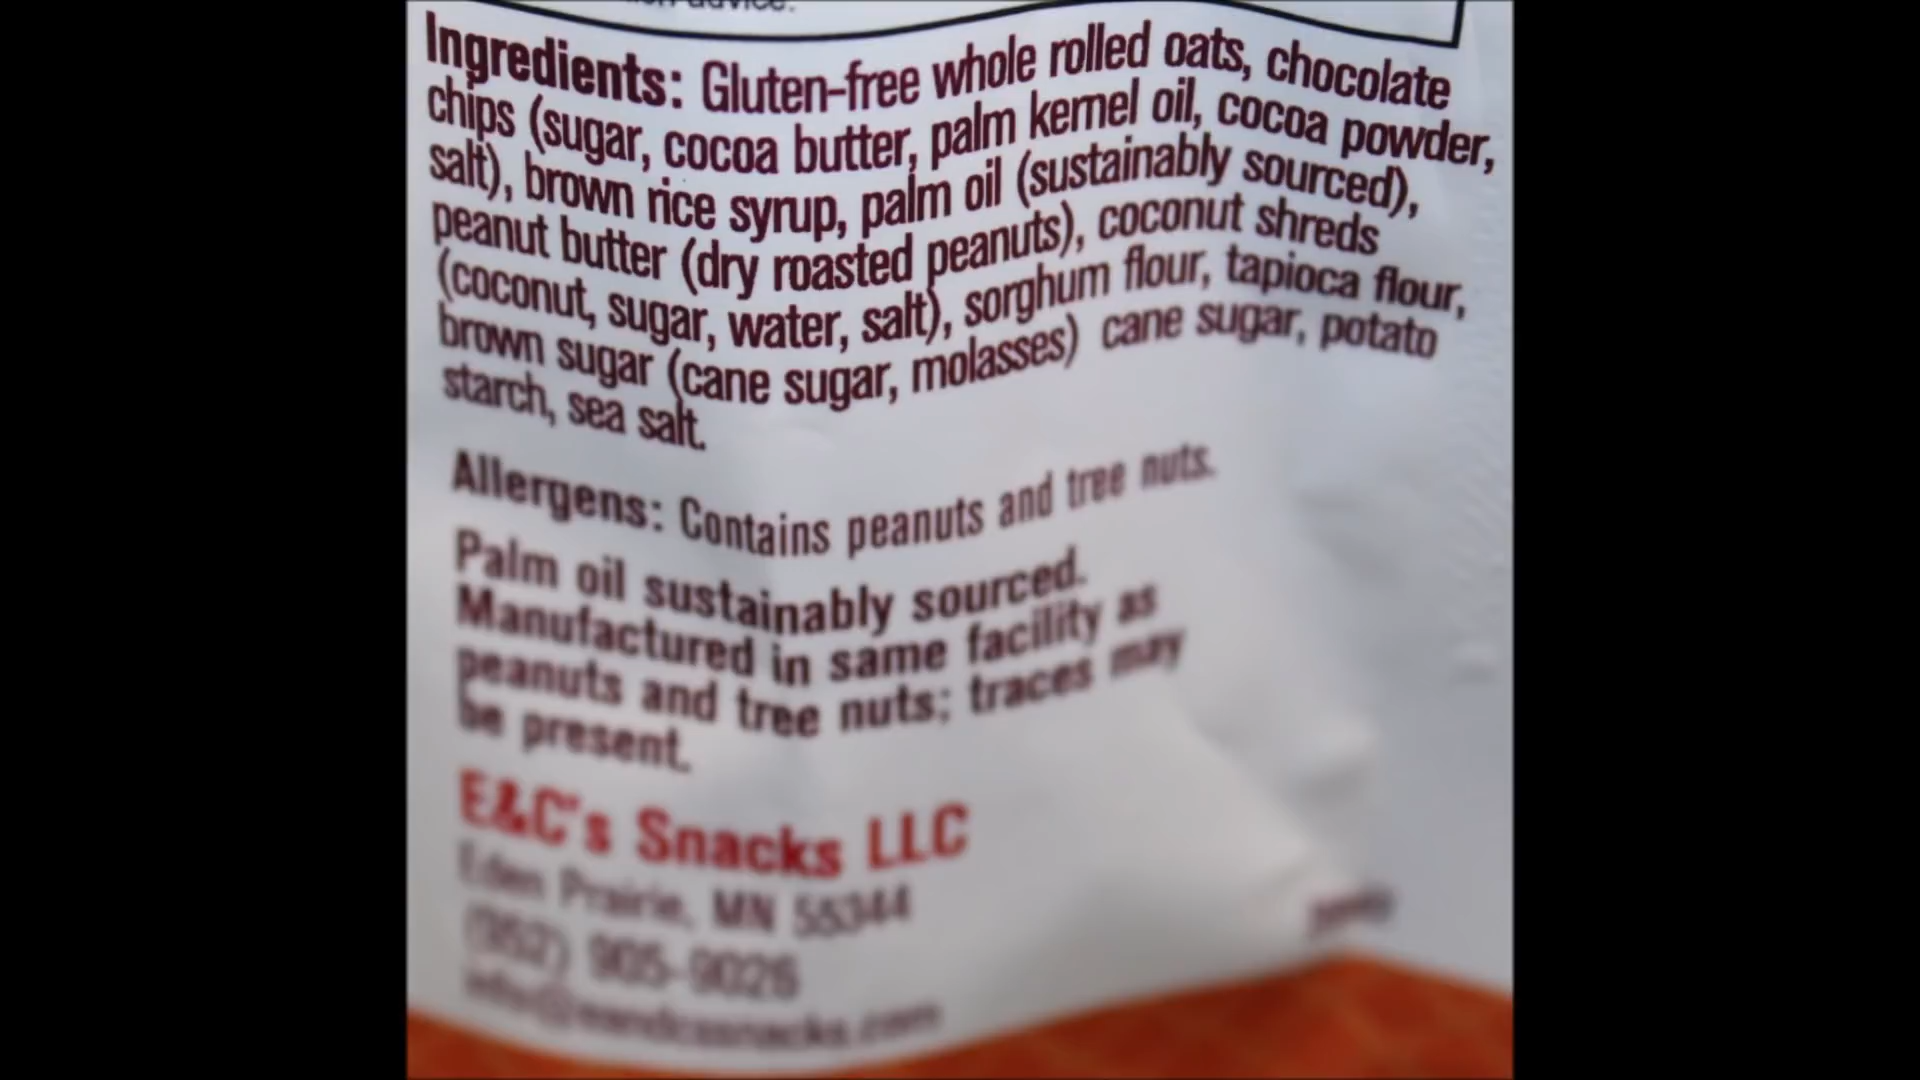 advice.
Ingredients: Gluten-free whole rolled oats, chocolate
chips (sugar, cocoa butter, palm kernel oil, cocoa powder,
salt), brown rice syrup, palm oil (sustainably sourced),
peanut butter (dry roasted peanuts), coconut shreds
(coconut, sugar, water, salt), sorghum flour, tapioca flour,
brown sugar (cane sugar, molasses) cane sugar, potato
starch, sea salt.
Allergens: Contains peanuts and tree nuts.
Palm oil sustainably sourced.
Manufactured in same facility as
peanuts and tree nuts; traces may
be present.
E&C's Snacks LLC
Eden Prairie, MN 55344
(952) 905-9026
info@eandcssnacks.com